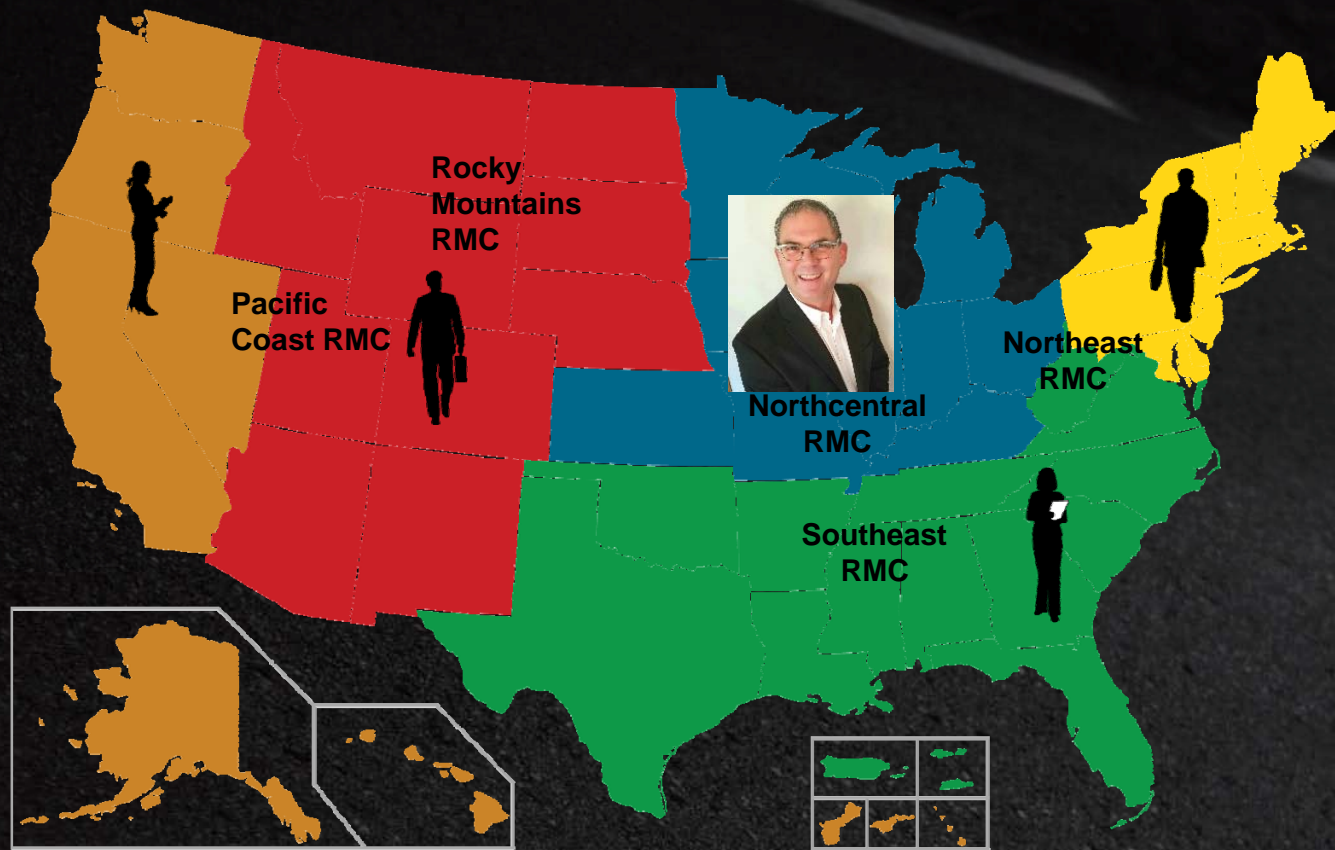 Rocky
Mountains
RMC
Pacific
Coast RMC
Northeast
RMC
Northcentral
RMC
Southeast
RMC